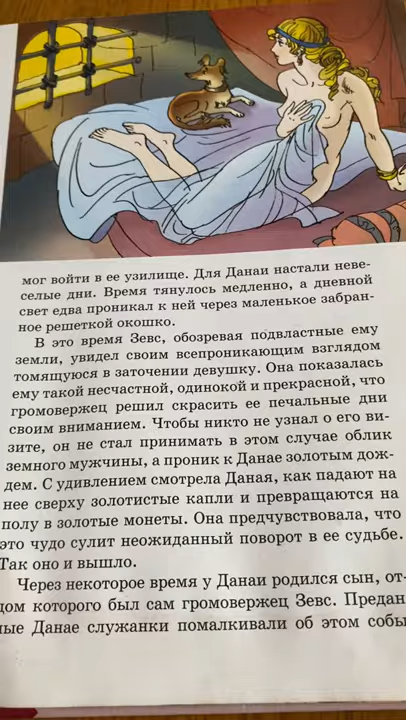 мог войти в ее узилище. Для Данаи настали неве-
селые дни. Время тянулось медленно, а дневной
свет едва проникал к ней через маленькое забран-
ное решеткой окошко.
В это время Зевс, обозревая подвластные ему
земли, увидел своим всепроникающим взглядом
томящуюся в заточении девушку. Она показалась
ему такой несчастной, одинокой и прекрасной, что
громовержец решил скрасить ее печальные дни
своим вниманием. Чтобы никто не узнал о его ви-
зите, он не стал принимать в этом случае облик
земного мужчины, а проник к Данае золотым дож-
дем. С удивлением смотрела Даная, как падают на
нее сверху золотистые капли и превращаются на
полу в золотые монеты. Она предчувствовала, что
это чудо сулит неожиданный поворот в ее судьбе.
Так оно и вышло.
Через некоторое время у Данаи родился сын, от-
цом которого был сам громовержец Зевс. Предан
ные Данае служанки помалкивали об этом собы